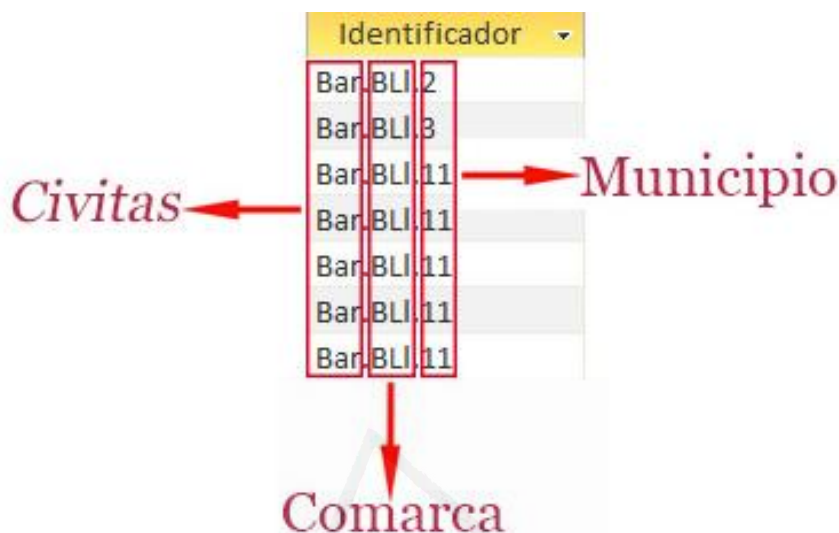 Identificador
Bar.BLl.2
Bar.BLl.3
Bar.BLl.11
Municipio
Civitas
Bar.BLl.11
Bar.BLl.11
Bar.BLl.11
Bar.BLl.11
Comarca